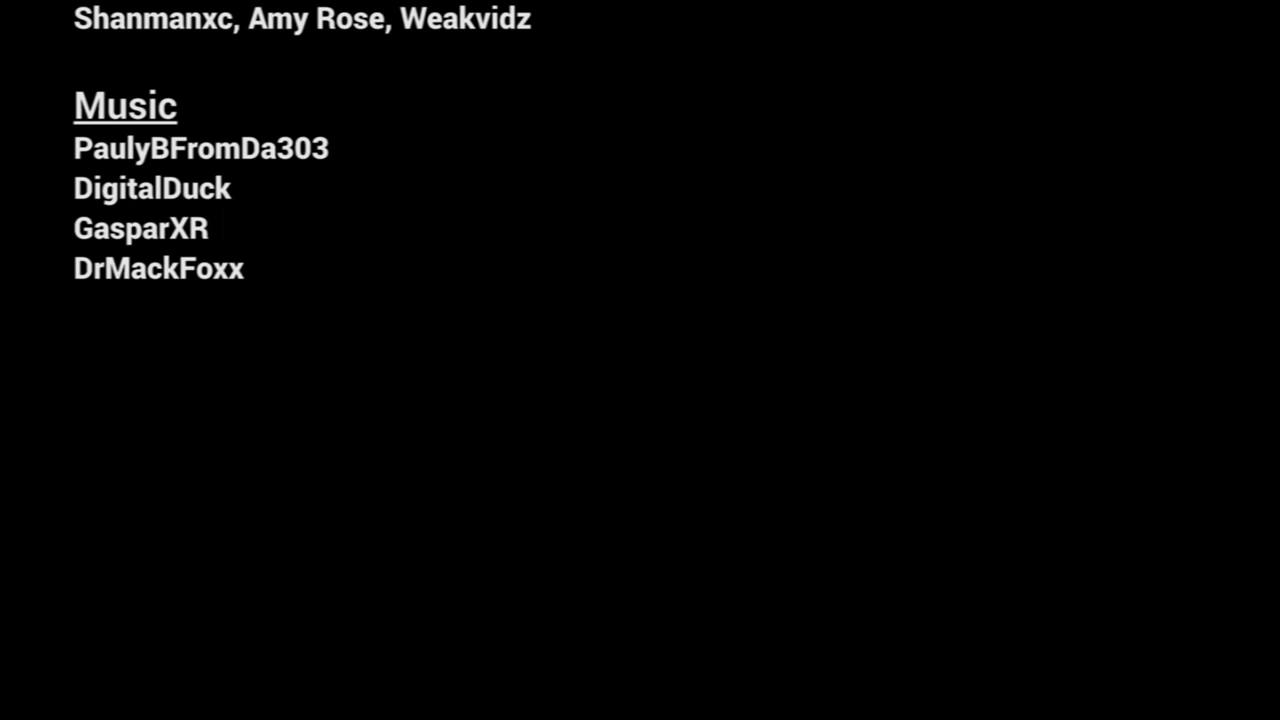 Shanmanxc, Amy Rose, Weakvidz
Music
PaulyBFromDa303
DigitalDuck
GasparXR
DrMackFoxx